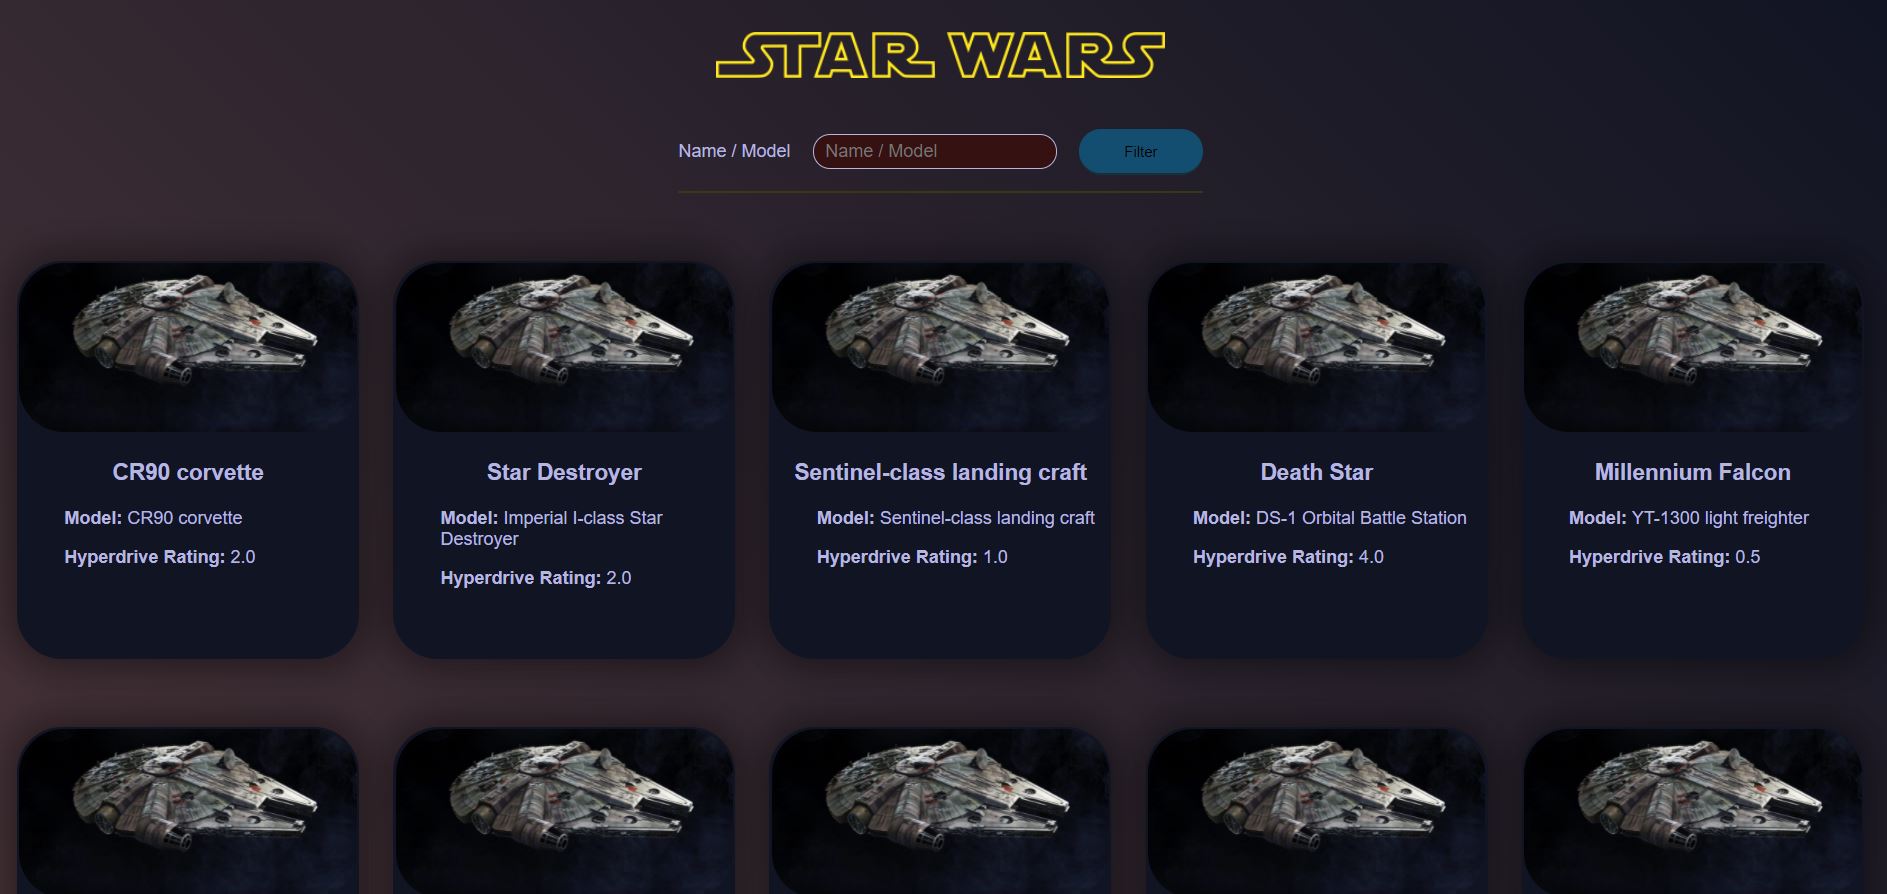 STAR WARS
Name / Model
Name / Model
Filter
CR90 corvette
Model: CR90 corvette
Hyperdrive Rating: 2.0
Star Destroyer
Model: Imperial I-class Star
Destroyer
Hyperdrive Rating: 2.0
Sentinel-class landing craft
Model: Sentinel-class landing craft
Hyperdrive Rating: 1.0
Death Star
Model: DS-1 Orbital Battle Station
Hyperdrive Rating: 4.0
Millennium Falcon
Model: YT-1300 light freighter
Hyperdrive Rating: 0.5